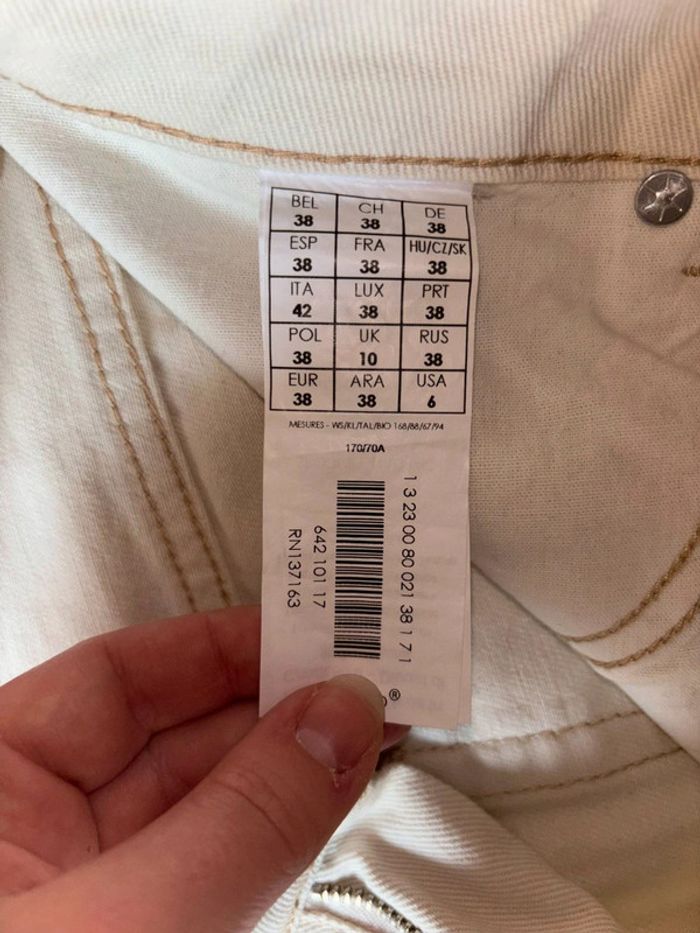 BEL CH DE
38 38 38
ESP FRA HU/CZ/SK
38 38 38
ITA LUX PRT
42 38 38
POL UK RUS
38 10 38
EUR ARA USA
38 38 6
MESURES - WS/KL/TAL/BIO 168/88/67/94
170/70A
1 3 23 00 80 021 38 1 7 1
642 101 17
RN137163
®